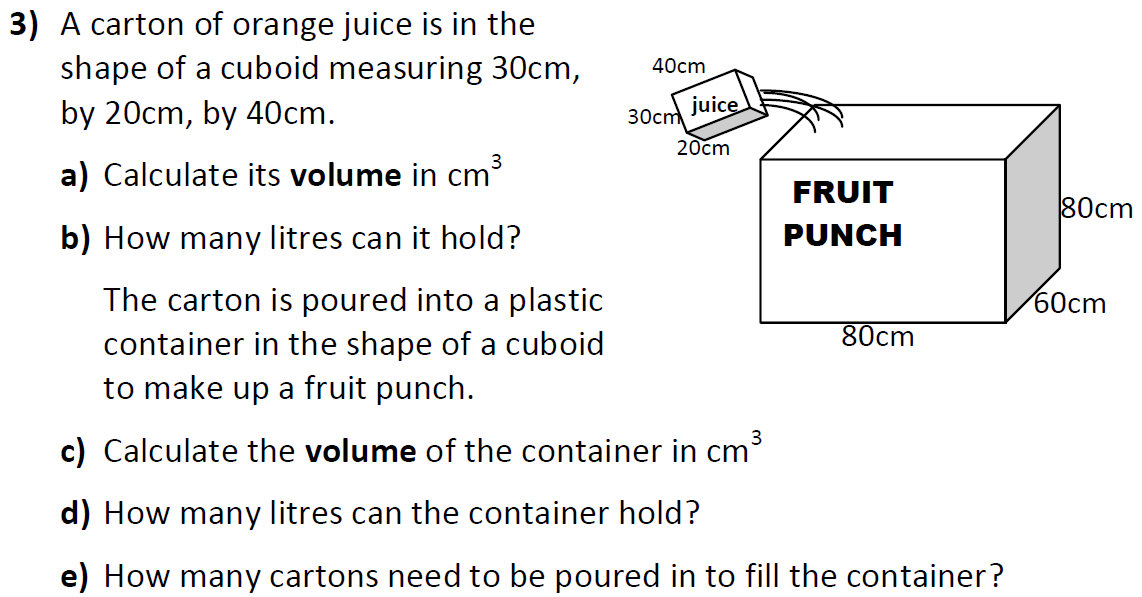 3) A carton of orange juice is in the
shape of a cuboid measuring 30cm,
by 20cm, by 40cm.
a) Calculate its volume in cm³
b) How many litres can it hold?
The carton is poured into a plastic
container in the shape of a cuboid
to make up a fruit punch.
c) Calculate the volume of the container in cm³
d) How many litres can the container hold?
e) How many cartons need to be poured in to fill the container?
40cm
juice
30cm
20cm
FRUIT
PUNCH
80cm
60cm
80cm